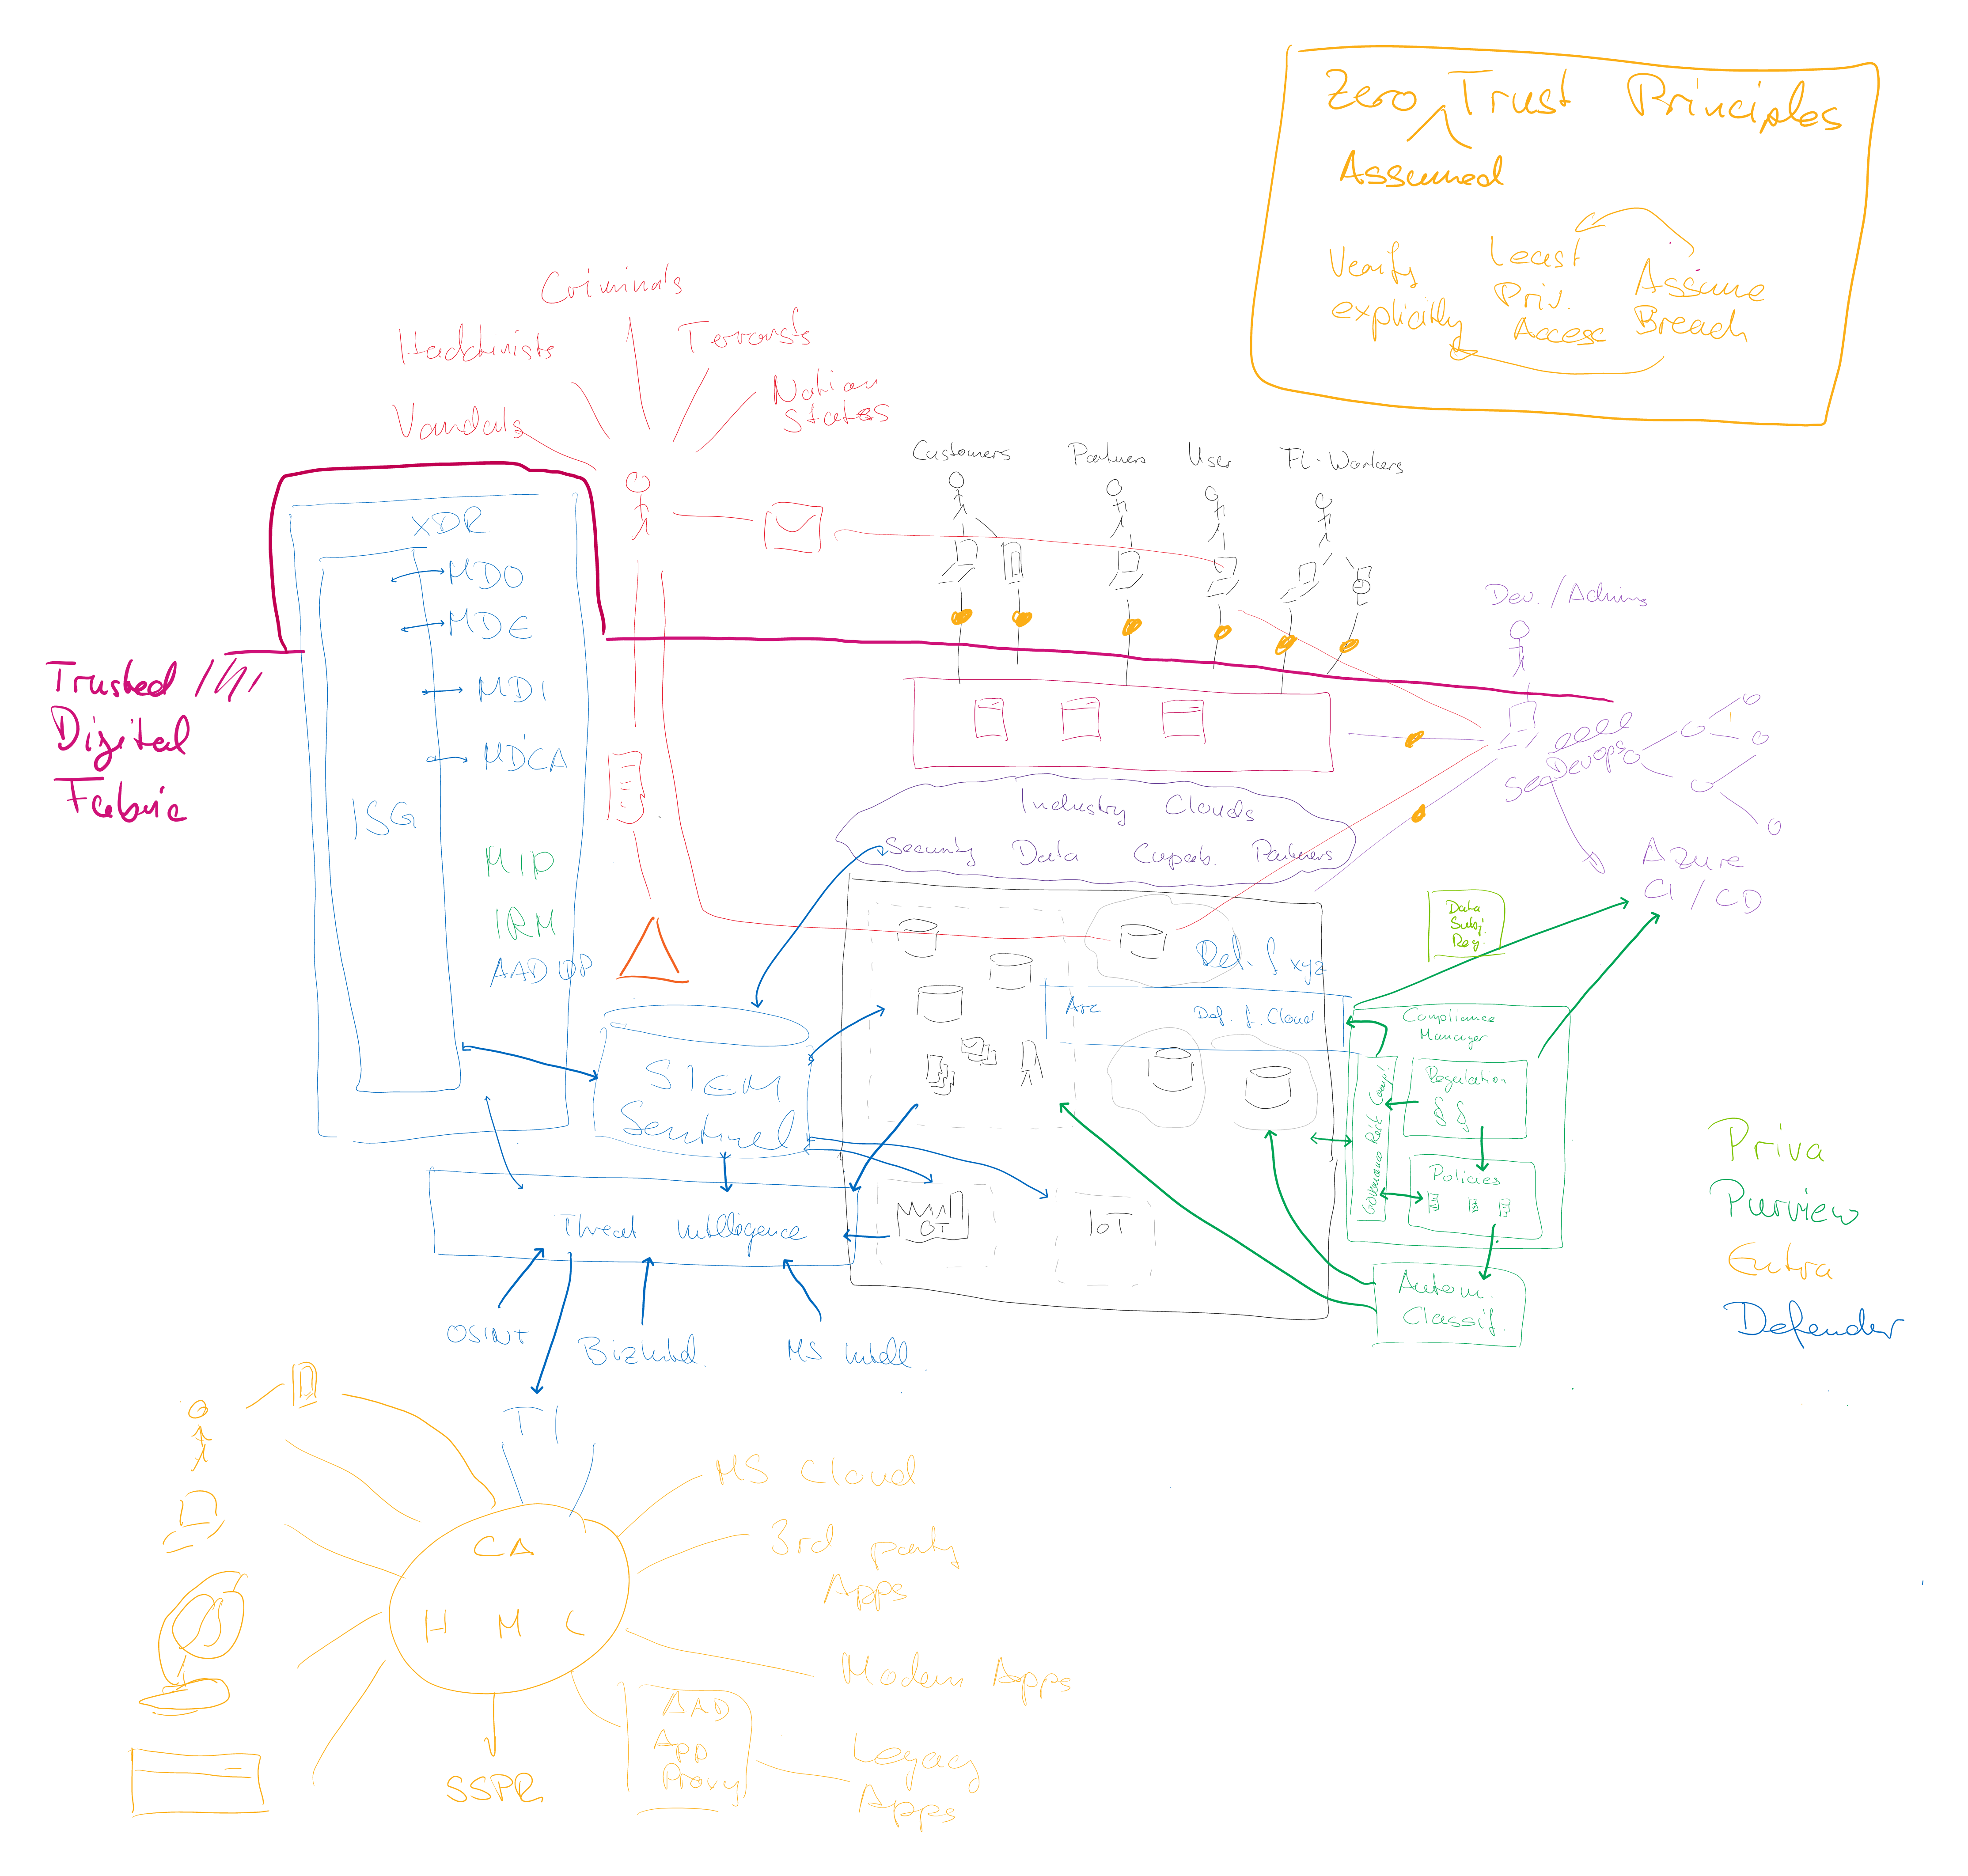 Zero Trust Principles
Assumed
Verify
explicitly
Least
Priv.
Access
Assume
Breach
Criminals
Hacktivists
Terrorists
Vandals
Nation
States
Customers
Partners
User
FL-Workers
XDR
MDO
MDE
MDI
MDCA
ISG
MIP
IRM
AAD IP
Trusted
Digital
Fabric
Dev./Admins
DevOps
Azure
CI/CD
Industry Clouds
Security Data Capab. Partners
Data
Subj.
Req.
Def. f xyz
Arc
Def. f. Cloud
Compliance
Manager
Regulation
§ §
Policies
Governance Risk Compl.
Autom.
Classif.
SIEM
Sentinel
Threat Intelligence
OT
IoT
OSINT
BizIntel.
MS Intell.
Priva
Purview
Entra
Defender
TI
CA
H M L
SSPR
MS Cloud
3rd party
Apps
Modern Apps
AAD
App
Proxy
Legacy
Apps